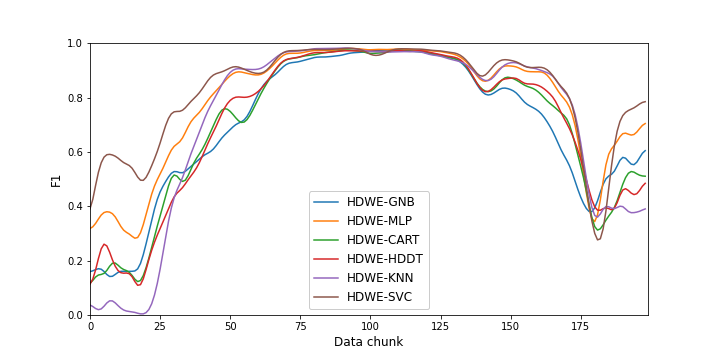 1.0
0.8
0.6
0.4
0.2
0.0
F1
HDWE-GNB
HDWE-MLP
HDWE-CART
HDWE-HDDT
HDWE-KNN
HDWE-SVC
0 25 50 75 100 125 150 175
Data chunk